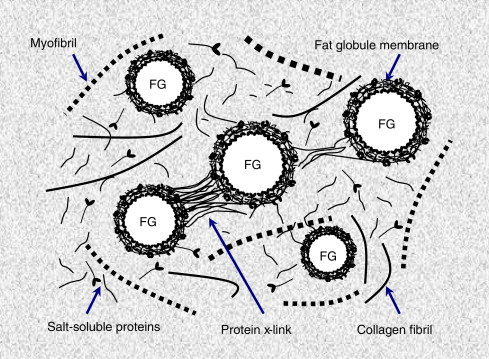 Myofibril
Fat globule membrane
FG
FG
FG
FG
FG
Salt-soluble proteins
Protein x-link
Collagen fibril